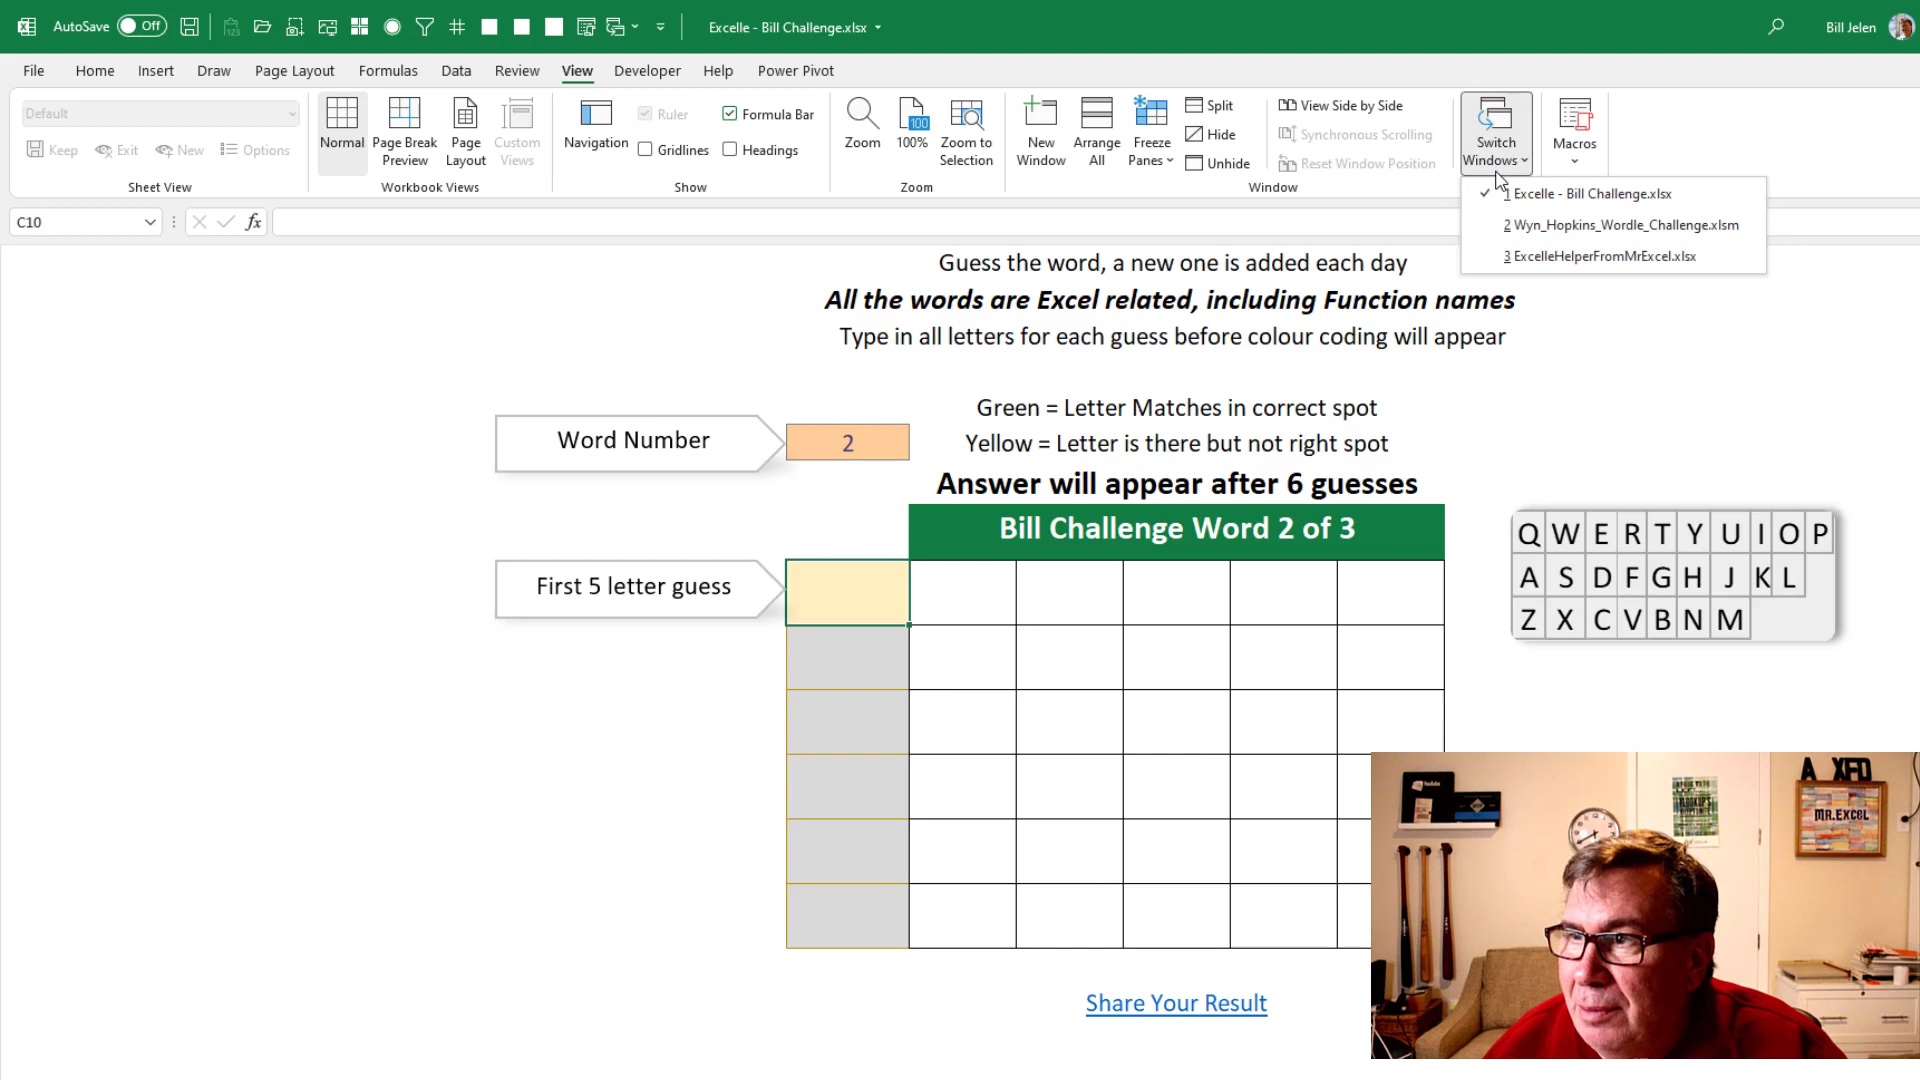 AutoSave Off
Excelle - Bill Challenge.xlsx
Bill Jelen
File Home Insert Draw Page Layout Formulas Data Review View Developer Help Power Pivot
Default
Keep Exit New Options
Sheet View
Normal
Page Break Preview
Page Layout
Custom Views
Workbook Views
Navigation
Ruler
Formula Bar
Gridlines
Headings
Show
Zoom
100
100%
Zoom to Selection
Zoom
New Window
Arrange All
Freeze Panes
Split
Hide
Unhide
View Side by Side
Synchronous Scrolling
Reset Window Position
Window
Switch Windows
Macros
1 Excelle - Bill Challenge.xlsx
2 Wyn_Hopkins_Wordle_Challenge.xlsm
3 ExcelleHelperFromMrExcel.xlsx
C10
fx
Guess the word, a new one is added each day
All the words are Excel related, including Function names
Type in all letters for each guess before colour coding will appear
Green = Letter Matches in correct spot
Word Number
2
Yellow = Letter is there but not right spot
Answer will appear after 6 guesses
Bill Challenge Word 2 of 3
First 5 letter guess
Q W E R T Y U I O P
A S D F G H J K L
Z X C V B N M
Share Your Result
A XFD
YouTube
MR.EXCEL